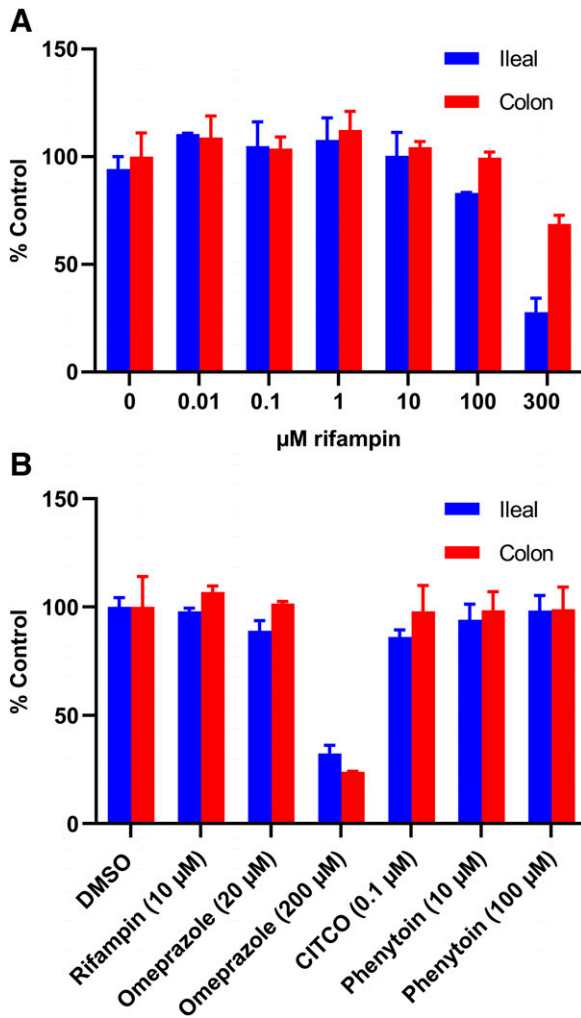 A
150
100
50
0
% Control
Ileal
Colon
0 0.01 0.1 1 10 100 300
µM rifampin
B
150
100
50
0
% Control
Ileal
Colon
DMSO
Rifampin (10 µM)
Omeprazole (20 µM)
Omeprazole (200 µM)
CITCO (0.1 µM)
Phenytoin (10 µM)
Phenytoin (100 µM)